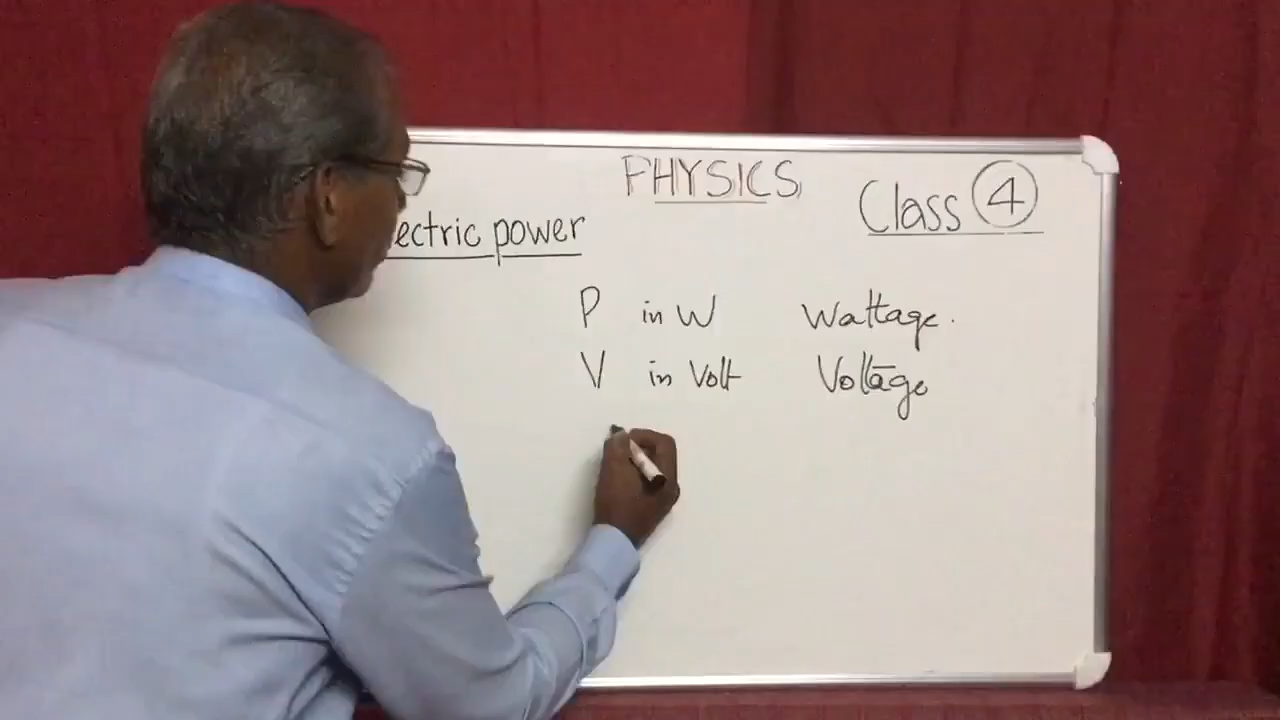 PHYSICS
Class 4
ectric power
P in W Wattage.
V in Volt Voltage